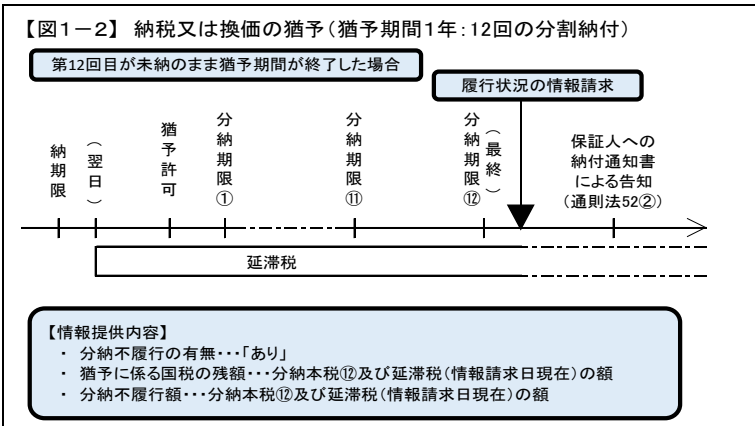 【図1－2】 納税又は換価の猶予（猶予期間1年：12回の分割納付）
第12回目が未納のまま猶予期間が終了した場合
履行状況の情報請求
納期限
（翌日）
猶予許可
分納期限①
分納期限⑪
分納期限⑫
（最終）
保証人への
納付通知書
による告知
（通則法52②）
延滞税
【情報提供内容】
・ 分納不履行の有無・・・「あり」
・ 猶予に係る国税の残額・・・分納本税⑫及び延滞税（情報請求日現在）の額
・ 分納不履行額・・・分納本税⑫及び延滞税（情報請求日現在）の額